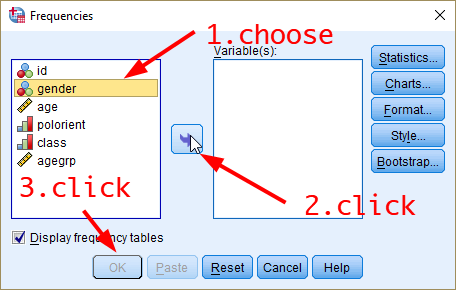 Frequencies
1.choose
Variable(s):
id
gender
age
polorient
class
agegrp
Statistics...
Charts...
Format...
Style...
Bootstrap...
2.click
3.click
Display frequency tables
OK Paste Reset Cancel Help